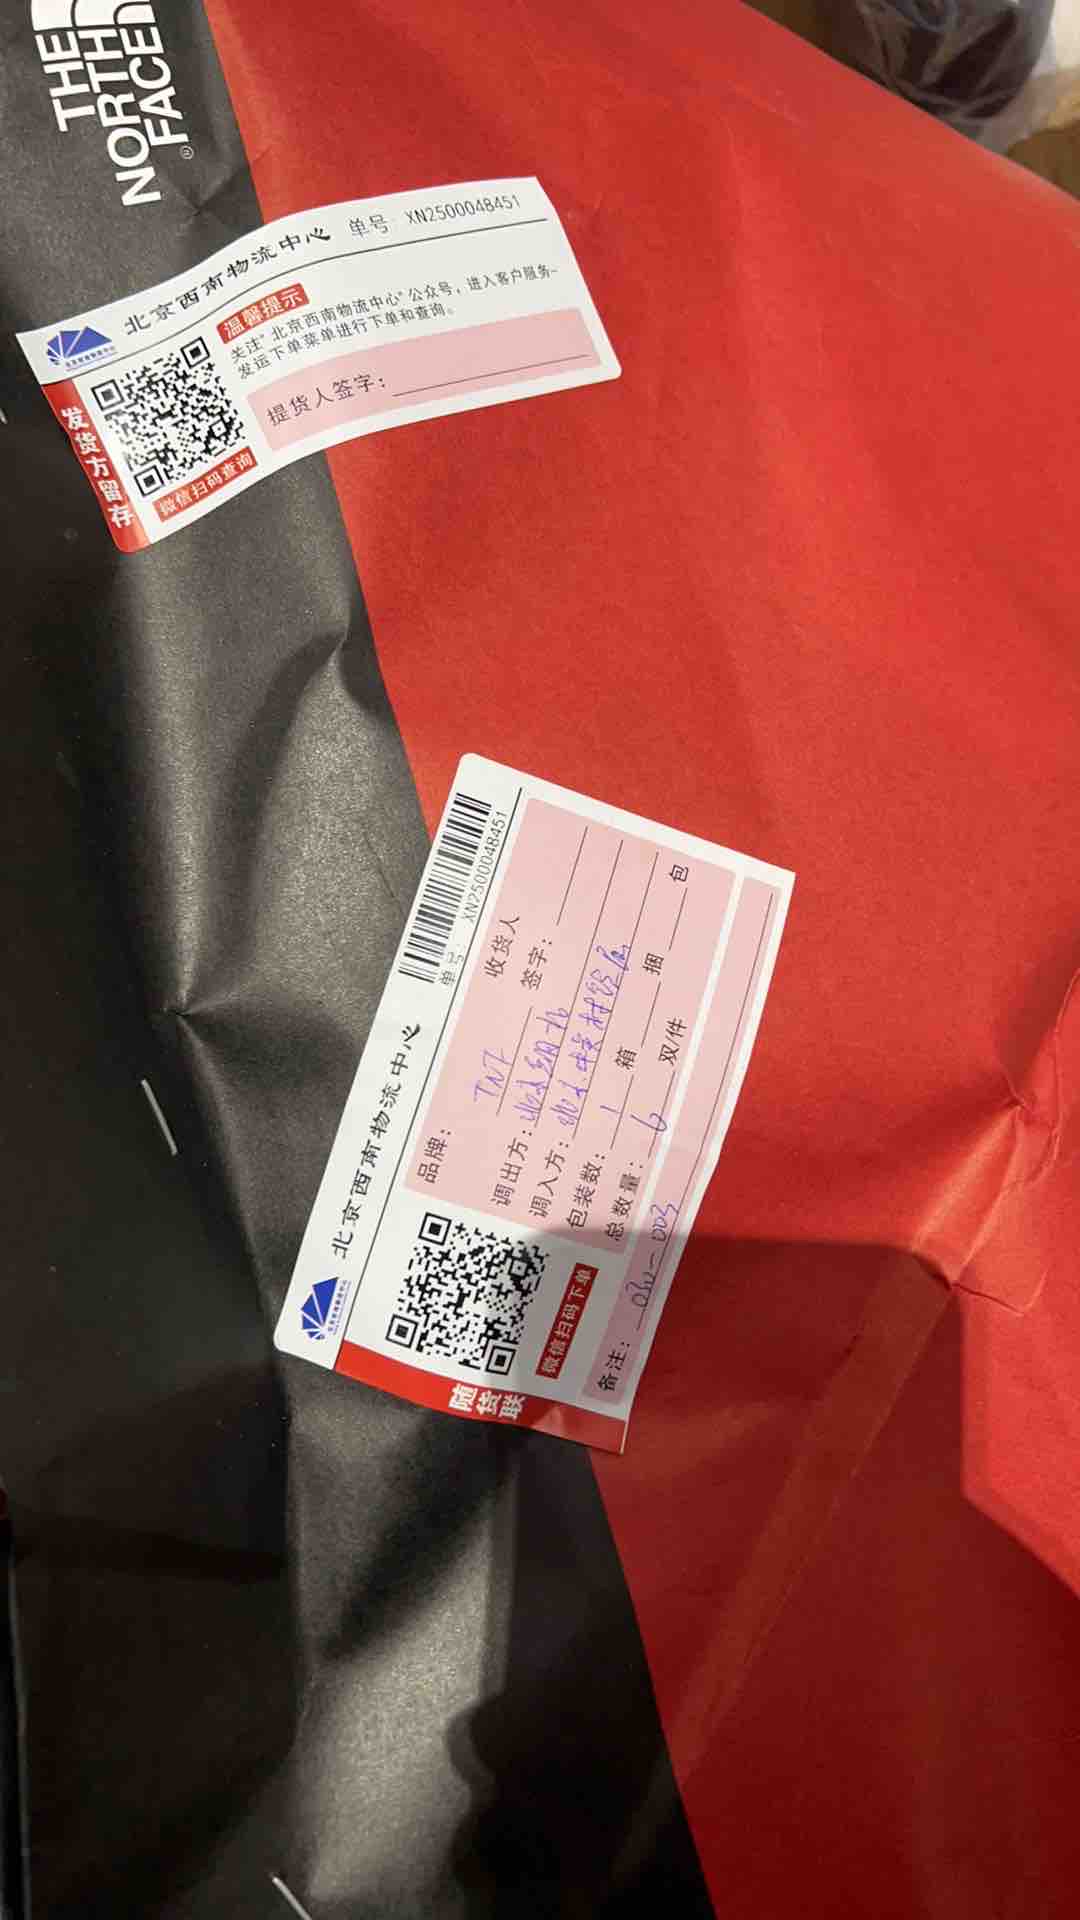 THE
NORTH
FACE
®
北京西南物流中心 单号 XN2500048451
温馨提示
关注"北京西南物流中心"公众号，进入客户服务-
发运下单菜单进行下单和查询。
提货人签字：
微信扫码查询
发货方留存
北京西南物流中心
单号： XN2500048451
品牌： TNF 收货人
签字：
调出方：
调入方：
包装数： 1 箱 捆 包
总数量： 6 双/件
微信扫码下单
备注：
随货联